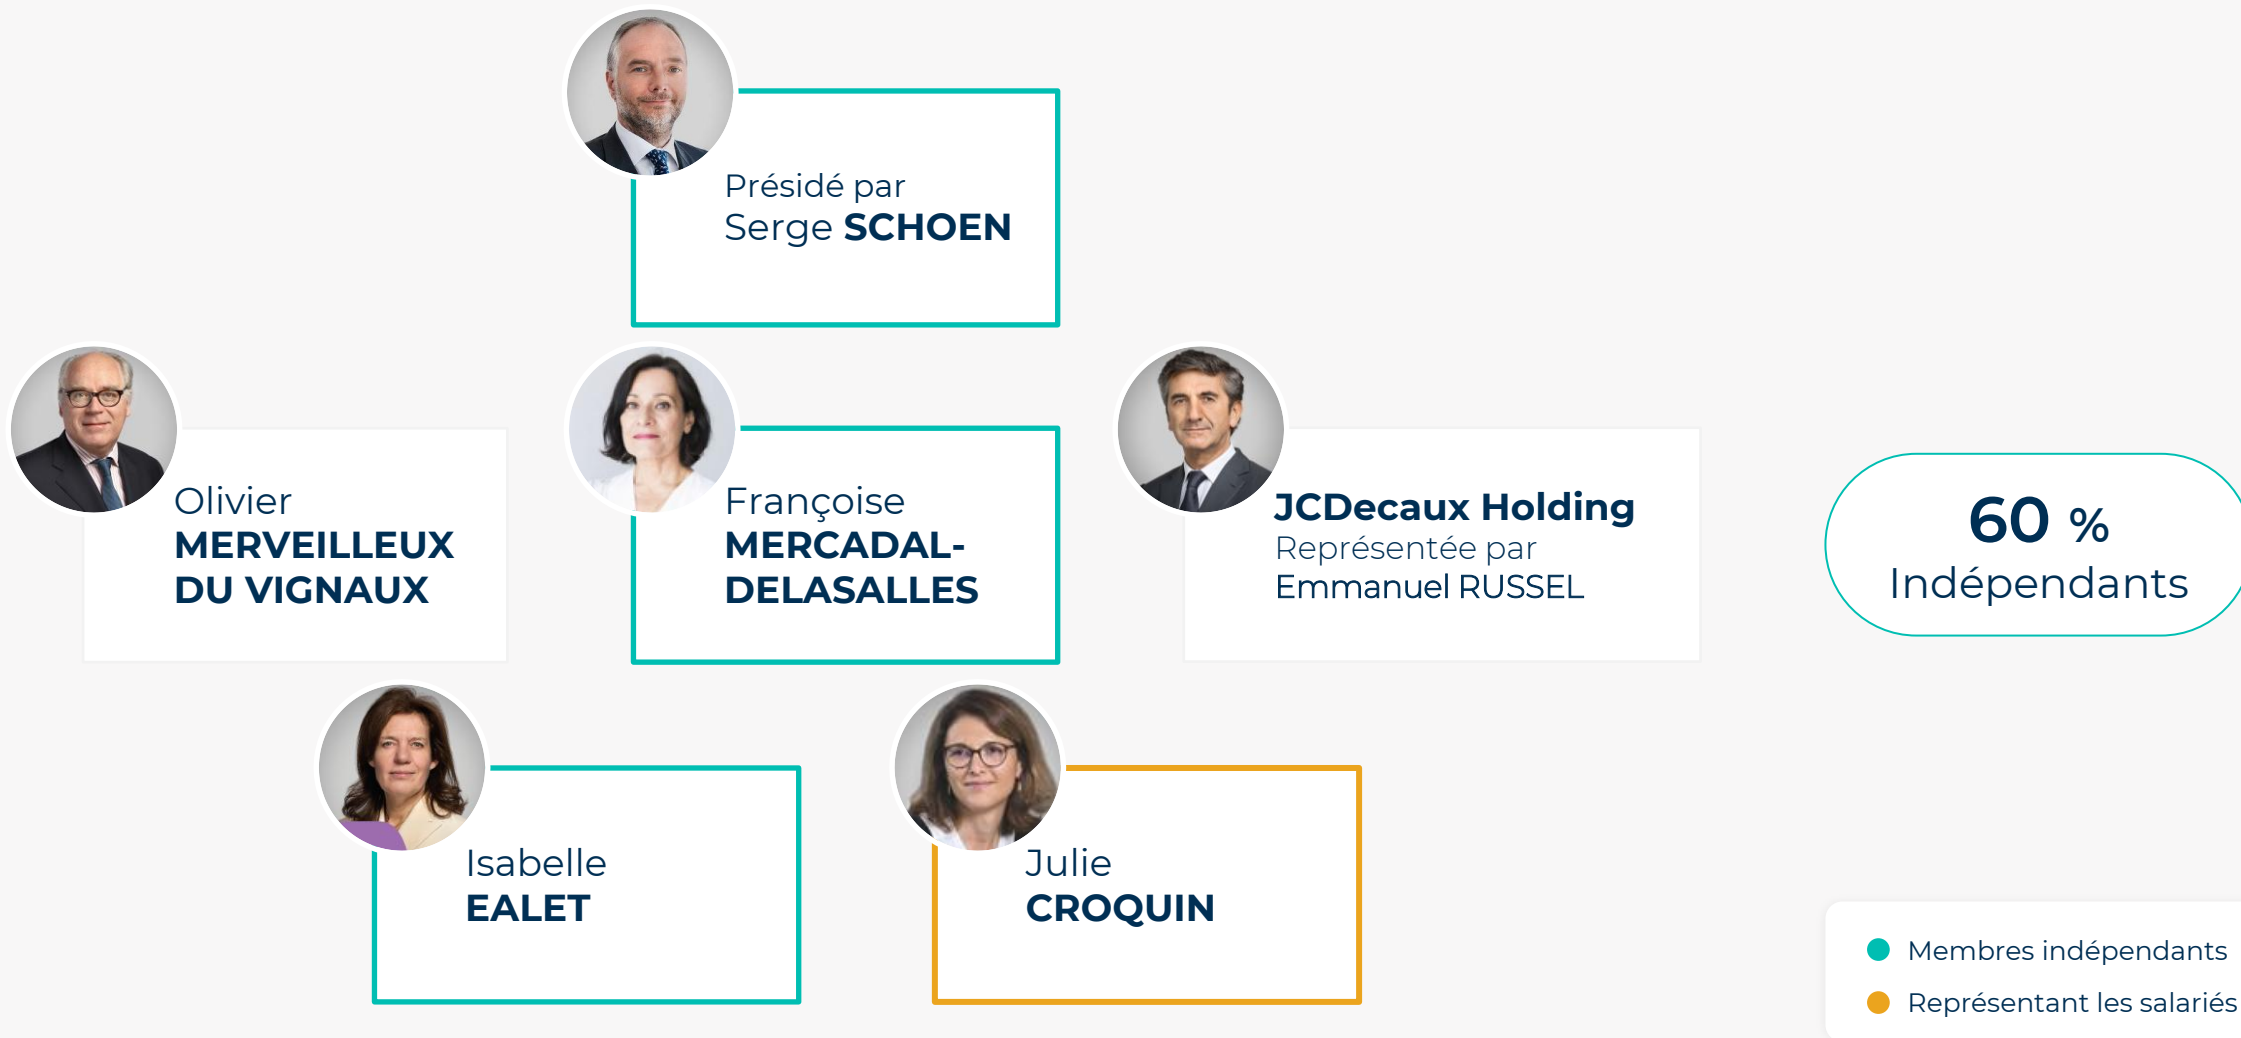 Présidé par
Serge SCHOEN
Olivier
MERVEILLEUX
DU VIGNAUX
Françoise
MERCADAL-
DELASALLES
JCDecaux Holding
Représentée par
Emmanuel RUSSEL
60 %
Indépendants
Isabelle
EALET
Julie
CROQUIN
Membres indépendants
Représentant les salariés